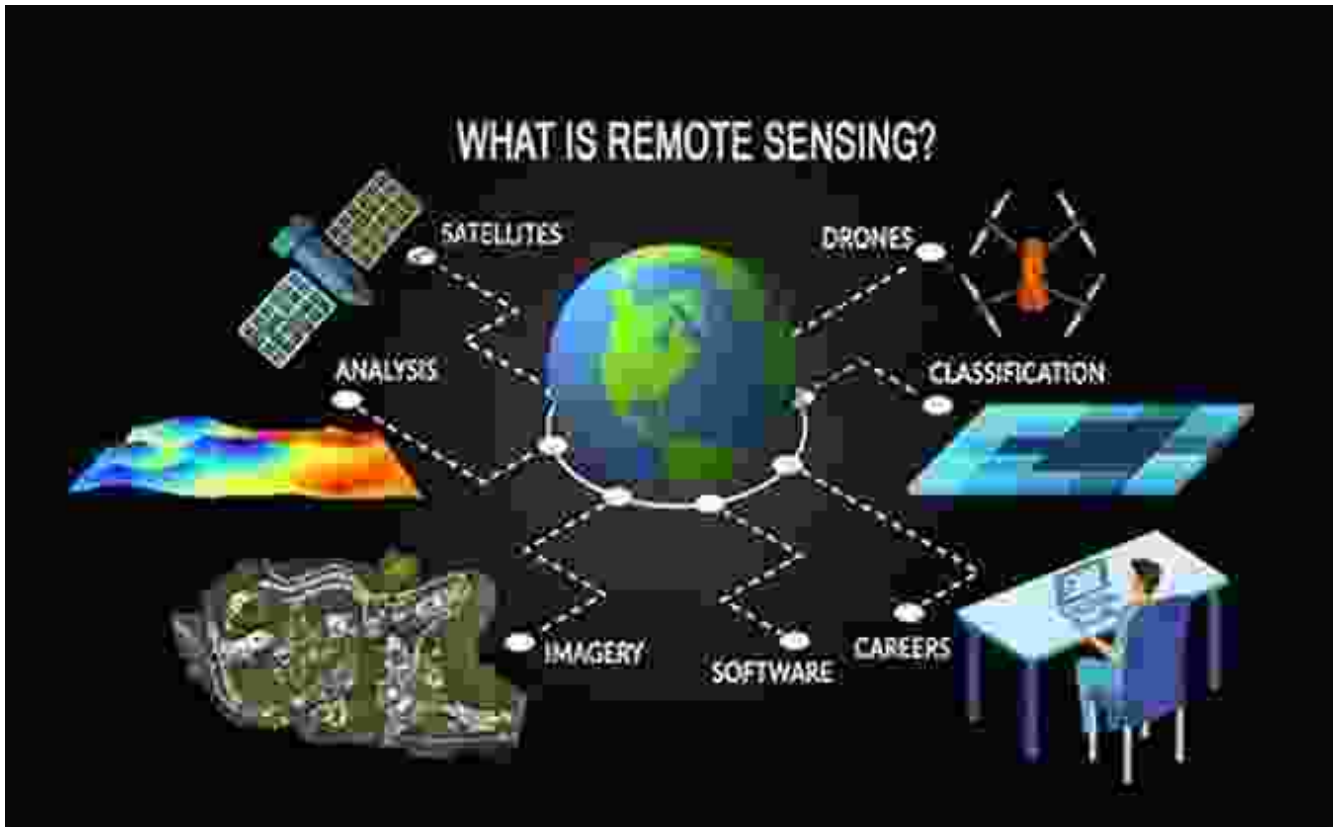 WHAT IS REMOTE SENSING?
SATELLITES
DRONES
ANALYSIS
CLASSIFICATION
IMAGERY
SOFTWARE
CAREERS